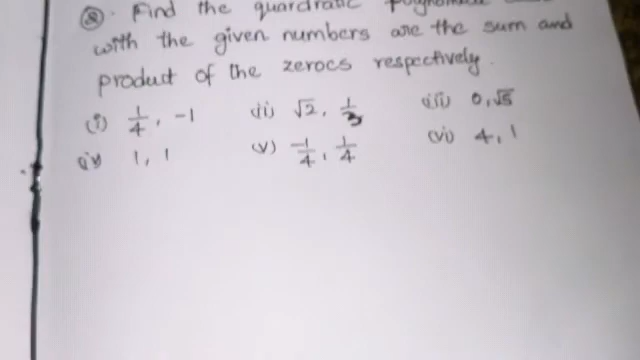 ②. Find the quardratic
with the given numbers are the sum and
product of the zeroes respectively.
(i) 1/4, -1 (ii) √2, 1/3 (iii) 0, √5
(iv) 1, 1 (v) -1/4, 1/4 (vi) 4, 1